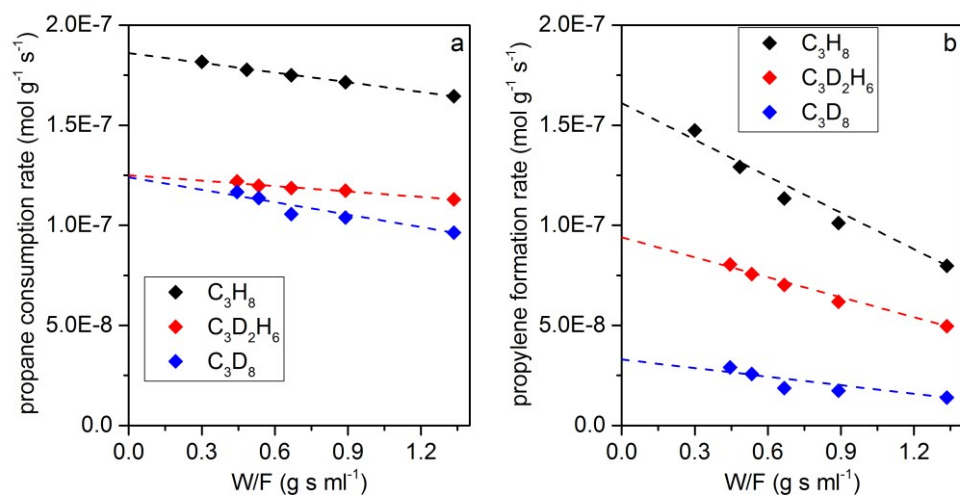 a
propane consumption rate (mol g⁻¹ s⁻¹)
2.0E-7
1.5E-7
1.0E-7
5.0E-8
0.0
C₃H₈
C₃D₂H₆
C₃D₈
0.0 0.3 0.6 0.9 1.2
W/F (g s ml⁻¹)
b
propylene formation rate (mol g⁻¹ s⁻¹)
2.0E-7
1.5E-7
1.0E-7
5.0E-8
0.0
C₃H₈
C₃D₂H₆
C₃D₈
0.0 0.3 0.6 0.9 1.2
W/F (g s ml⁻¹)